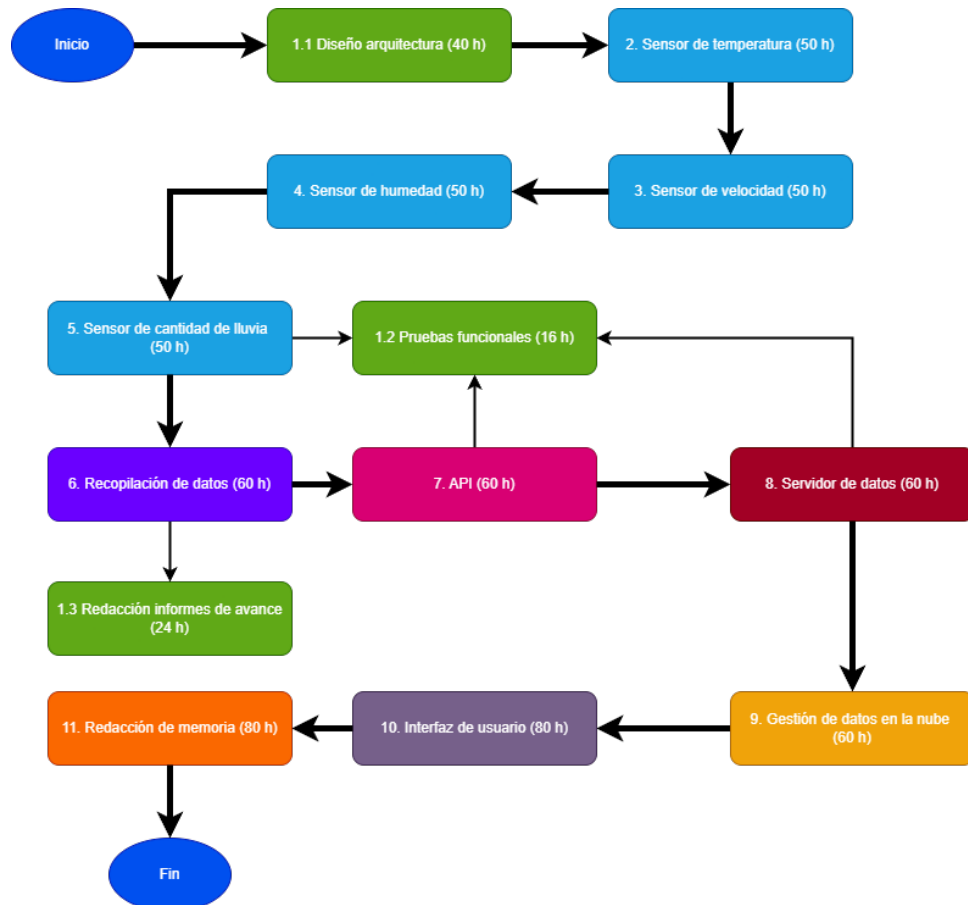 Inicio
1.1 Diseño arquitectura (40 h)
2. Sensor de temperatura (50 h)
4. Sensor de humedad (50 h)
3. Sensor de velocidad (50 h)
5. Sensor de cantidad de lluvia
(50 h)
1.2 Pruebas funcionales (16 h)
6. Recopilación de datos (60 h)
7. API (60 h)
8. Servidor de datos (60 h)
1.3 Redacción informes de avance
(24 h)
11. Redacción de memoria (80 h)
10. Interfaz de usuario (80 h)
9. Gestión de datos en la nube
(60 h)
Fin